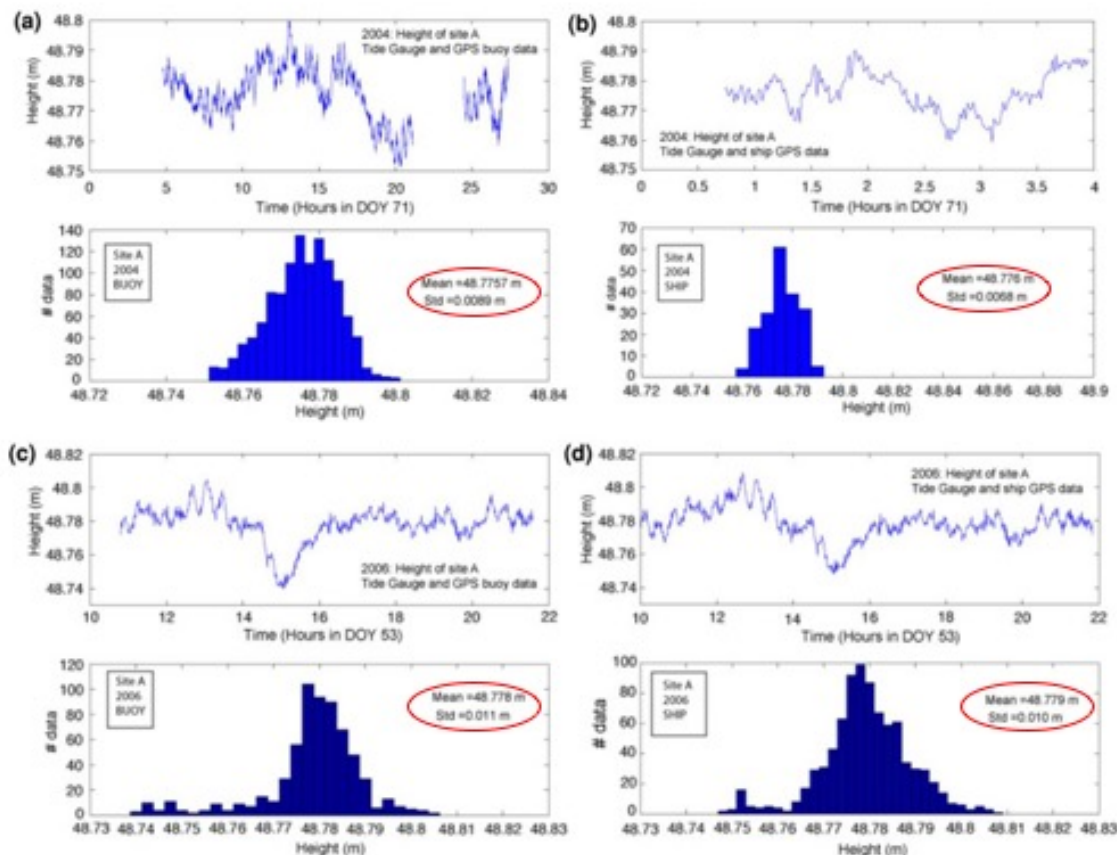 (a)
48.8
48.79
48.78
48.77
48.76
48.75
Height (m)
2004: Height of site A
Tide Gauge and GPS buoy data
0 5 10 15 20 25 30
Time (Hours in DOY 71)
140
120
100
80
60
40
20
0
# data
Site A
2004
BUOY
Mean =48.7757 m
Std =0.0089 m
48.72 48.74 48.76 48.78 48.8 48.82 48.84
Height (m)
(b)
48.8
48.79
48.78
48.77
48.76
48.75
Height (m)
2004: Height of site A
Tide Gauge and ship GPS data
0 0.5 1 1.5 2 2.5 3 3.5 4
Time (Hours in DOY 71)
70
60
50
40
30
20
10
0
# data
Site A
2004
SHIP
Mean =48.776 m
Std =0.0068 m
48.72 48.74 48.76 48.78 48.8 48.82 48.84 48.86 48.88 48.9
Height (m)
(c)
48.82
48.8
48.78
48.76
48.74
Height (m)
2006: Height of site A
Tide Gauge and GPS buoy data
10 12 14 16 18 20 22
Time (Hours in DOY 53)
120
100
80
60
40
20
0
# data
Site A
2006
BUOY
Mean =48.778 m
Std =0.011 m
48.73 48.74 48.75 48.76 48.77 48.78 48.79 48.8 48.81 48.82 48.83
Height (m)
(d)
48.82
48.8
48.78
48.76
48.74
Height (m)
2006: Height of site A
Tide Gauge and ship GPS data
10 12 14 16 18 20 22
Time (Hours in DOY 53)
100
80
60
40
20
0
# data
Site A
2006
SHIP
Mean =48.779 m
Std =0.010 m
48.73 48.74 48.75 48.76 48.77 48.78 48.79 48.8 48.81 48.82 48.83
Height (m)